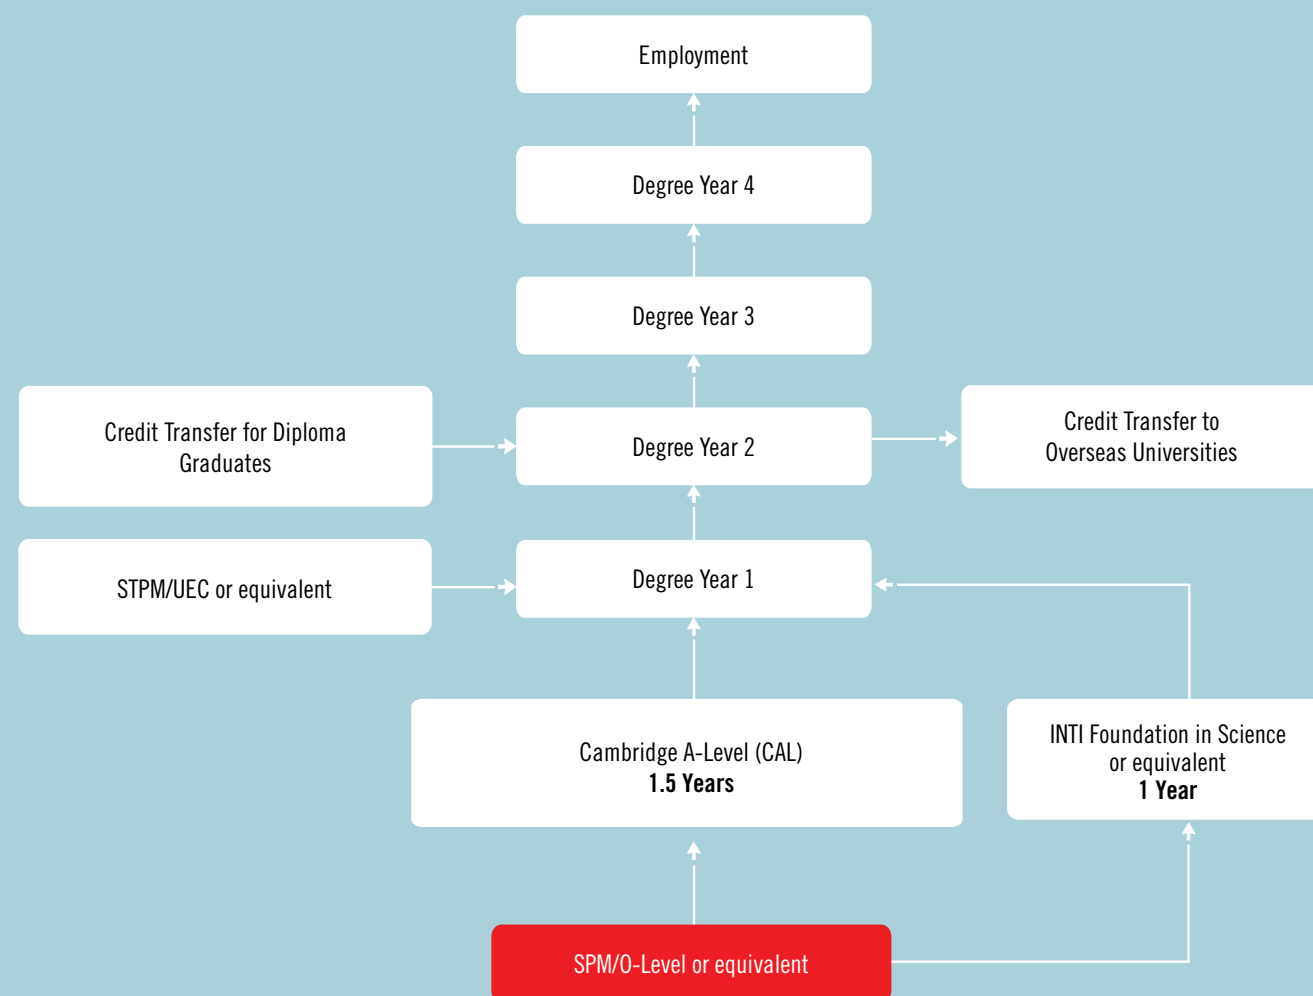 Employment
Degree Year 4
Degree Year 3
Credit Transfer for Diploma
Graduates
Degree Year 2
Credit Transfer to
Overseas Universities
STPM/UEC or equivalent
Degree Year 1
Cambridge A-Level (CAL)
1.5 Years
INTI Foundation in Science
or equivalent
1 Year
SPM/O-Level or equivalent